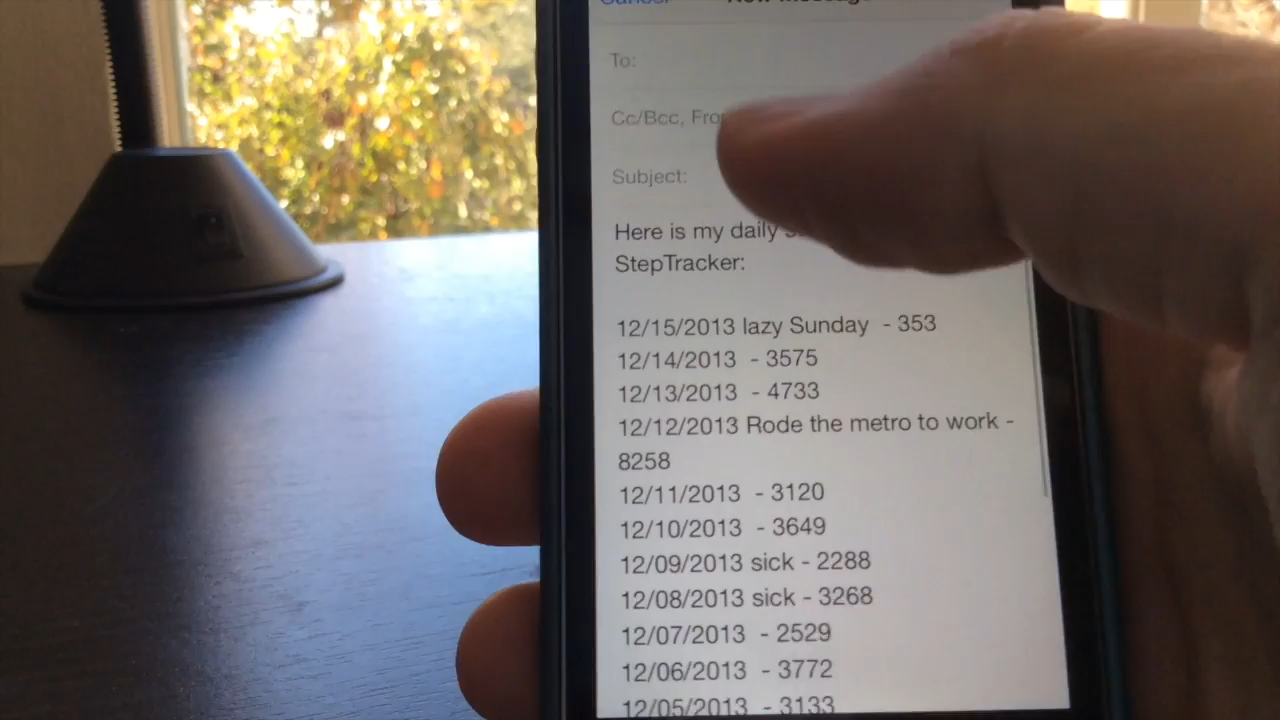 To:
Cc/Bcc,
Subject:
Here is my daily
StepTracker:
12/15/2013 lazy Sunday - 353
12/14/2013 - 3575
12/13/2013 - 4733
12/12/2013 Rode the metro to work -
8258
12/11/2013 - 3120
12/10/2013 - 3649
12/09/2013 sick - 2288
12/08/2013 sick - 3268
12/07/2013 - 2529
12/06/2013 - 3772
12/05/2013 - 3133